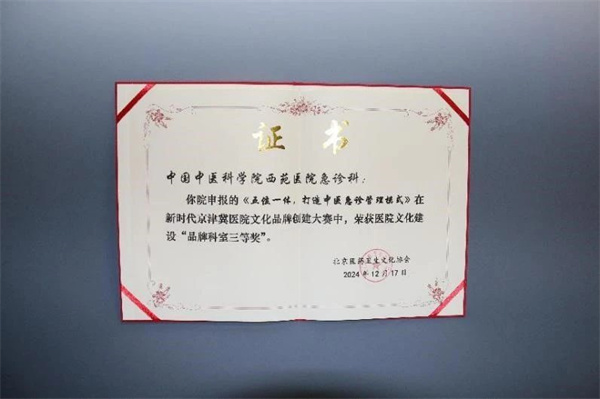 证书
中国中医科学院西苑医院急诊科：
你院申报的《五位一体，打造中医急诊管理模式》在
新时代京津冀医院文化品牌创建大赛中，荣获医院文化建
设“品牌科室三等奖”。
北京医药卫生文化协会
2024年12月17日